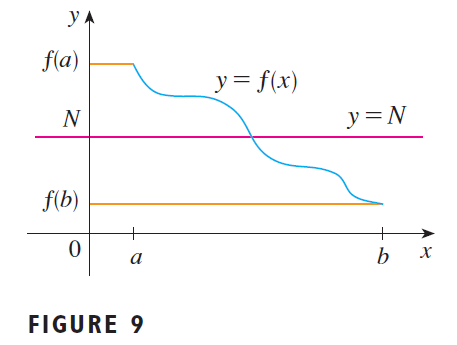 y
f(a)
y = f(x)
N
y = N
f(b)
0
a
b
x
FIGURE 9